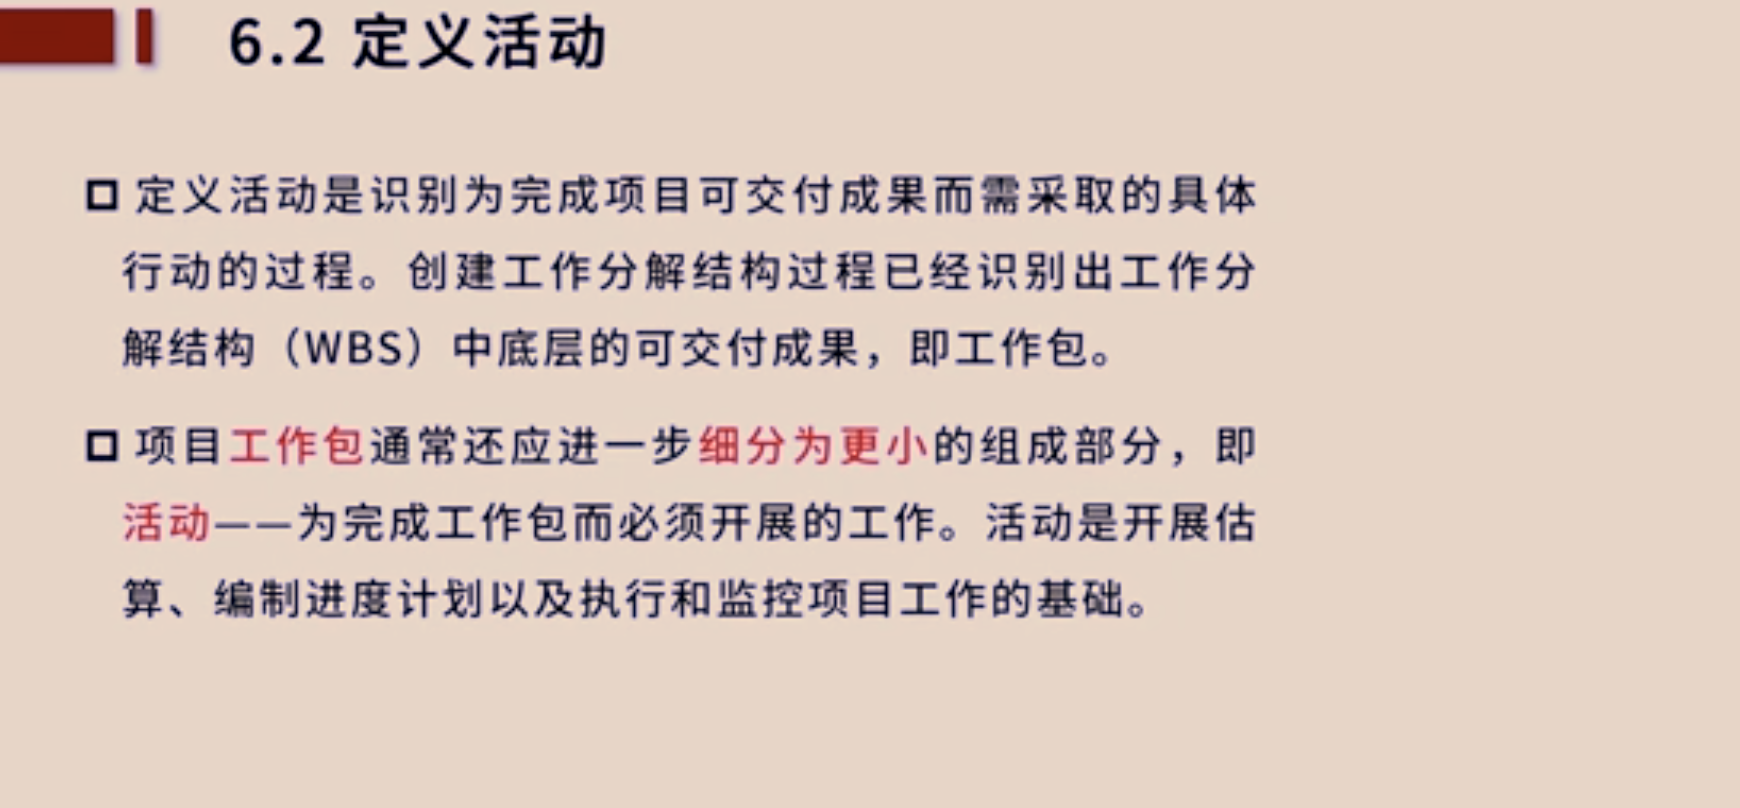 6.2 定义活动
定义活动是识别为完成项目可交付成果而需采取的具体
行动的过程。创建工作分解结构过程已经识别出工作分
解结构（WBS）中底层的可交付成果，即工作包。
项目工作包通常还应进一步细分为更小的组成部分，即
活动——为完成工作包而必须开展的工作。活动是开展估
算、编制进度计划以及执行和监控项目工作的基础。